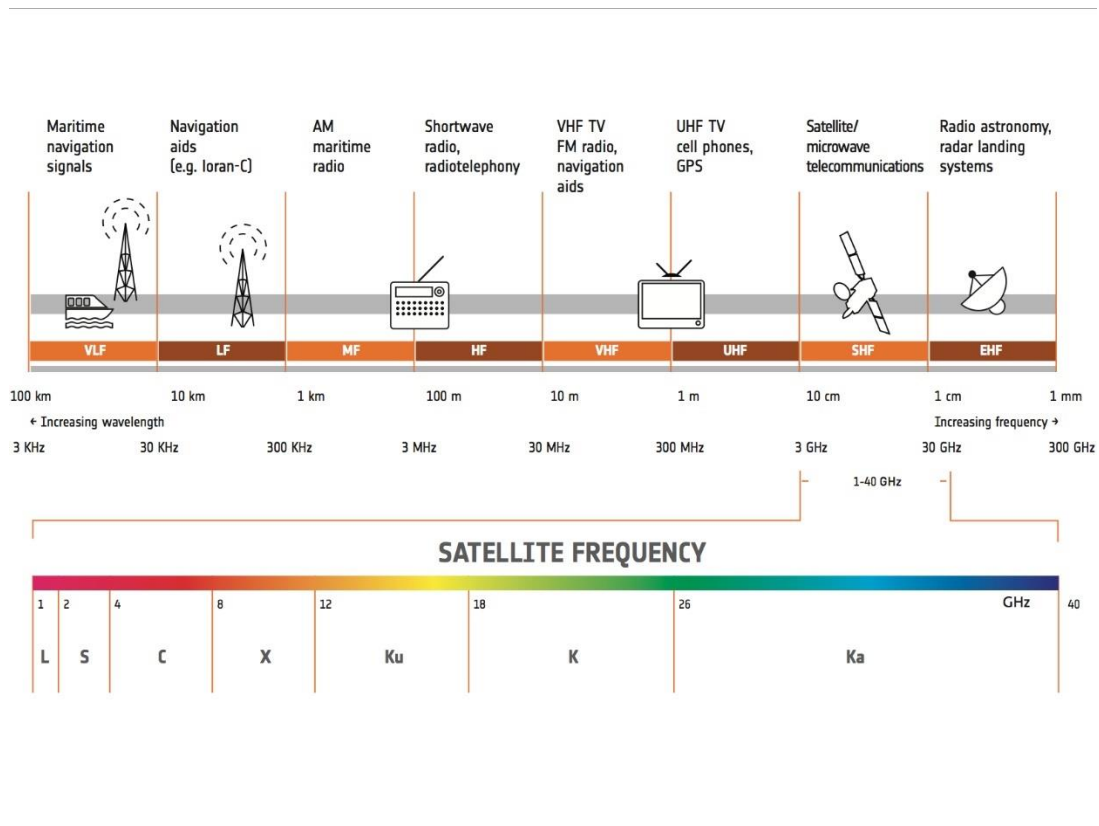 Maritime
navigation
signals
Navigation
aids
(e.g. loran-C)
AM
maritime
radio
Shortwave
radio,
radiotelephony
VHF TV
FM radio,
navigation
aids
UHF TV
cell phones,
GPS
Satellite/
microwave
telecommunications
Radio astronomy,
radar landing
systems
VLF LF MF HF VHF UHF SHF EHF
100 km 10 km 1 km 100 m 10 m 1 m 10 cm 1 cm 1 mm
← Increasing wavelength Increasing frequency →
3 KHz 30 KHz 300 KHz 3 MHz 30 MHz 300 MHz 3 GHz 30 GHz 300 GHz
1-40 GHz
SATELLITE FREQUENCY
1 2 4 8 12 18 26 GHz 40
L S C X Ku K Ka